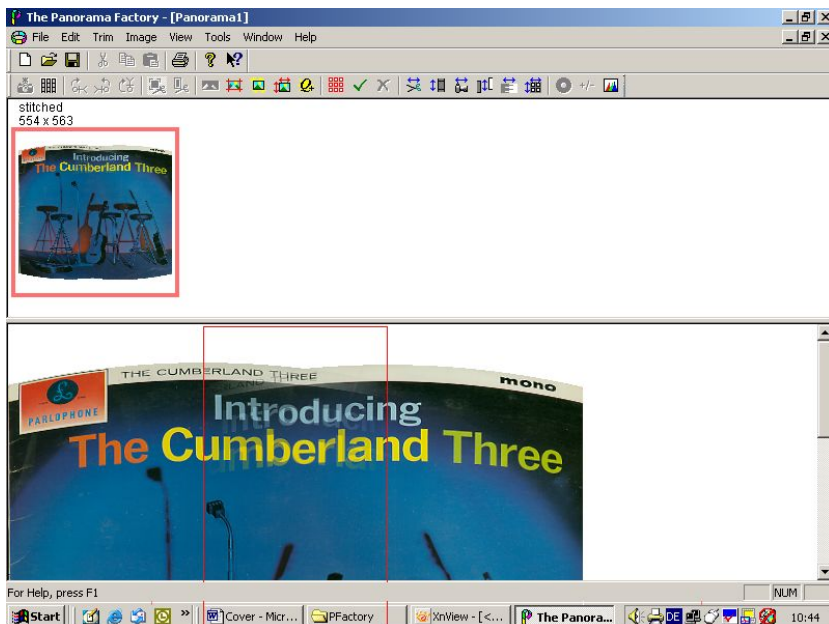 The Panorama Factory - [Panorama1]
File Edit Trim Image View Tools Window Help
+/-
stitched
554 x 563
Introducing
The Cumberland Three
THE CUMBERLAND THREE
mono
PARLOPHONE
Introducing
The Cumberland Three
For Help, press F1
NUM
Start
Cover - Micr...
PFactory
XnView - [<...
The Panora...
DE
10:44